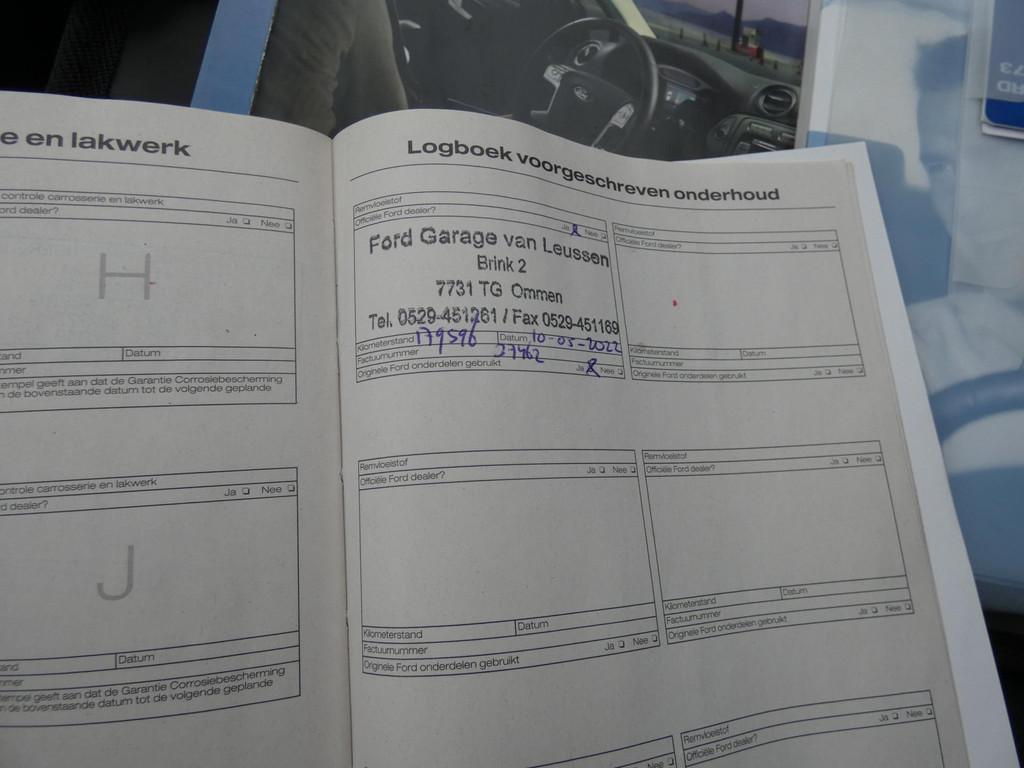 e en lakwerk
controle carrosserie en lakwerk
ord dealer?
Ja Nee
H
tand Datum
mmer
tempel geeft aan dat de Garantie Corrosiebescherming
n de bovenstaande datum tot de volgende geplande
ontrole carrosserie en lakwerk
dealer?
Ja Nee
J
and Datum
mer
empel geeft aan dat de Garantie Corrosiebescherming
de bovenstaande datum tot de volgende geplande
Logboek voorgeschreven onderhoud
Remvloeistof
Officiële Ford dealer? Ja Nee
Ford Garage van Leussen
Brink 2
7731 TG Ommen
Tel. 0529-451261 / Fax 0529-451169
Kilometerstand 179596 Datum 10-05-2022
Factuurnummer 27962
Originele Ford onderdelen gebruikt Ja Nee
Remvloeistof
Officiële Ford dealer? Ja Nee
Kilometerstand Datum
Factuurnummer
Originele Ford onderdelen gebruikt Ja Nee
Remvloeistof
Officiële Ford dealer? Ja Nee
Kilometerstand Datum
Factuurnummer
Originele Ford onderdelen gebruikt Ja Nee
Remvloeistof
Officiële Ford dealer? Ja Nee
Kilometerstand Datum
Factuurnummer
Originele Ford onderdelen gebruikt Ja Nee
Remvloeistof
Officiële Ford dealer? Ja Nee
Nee